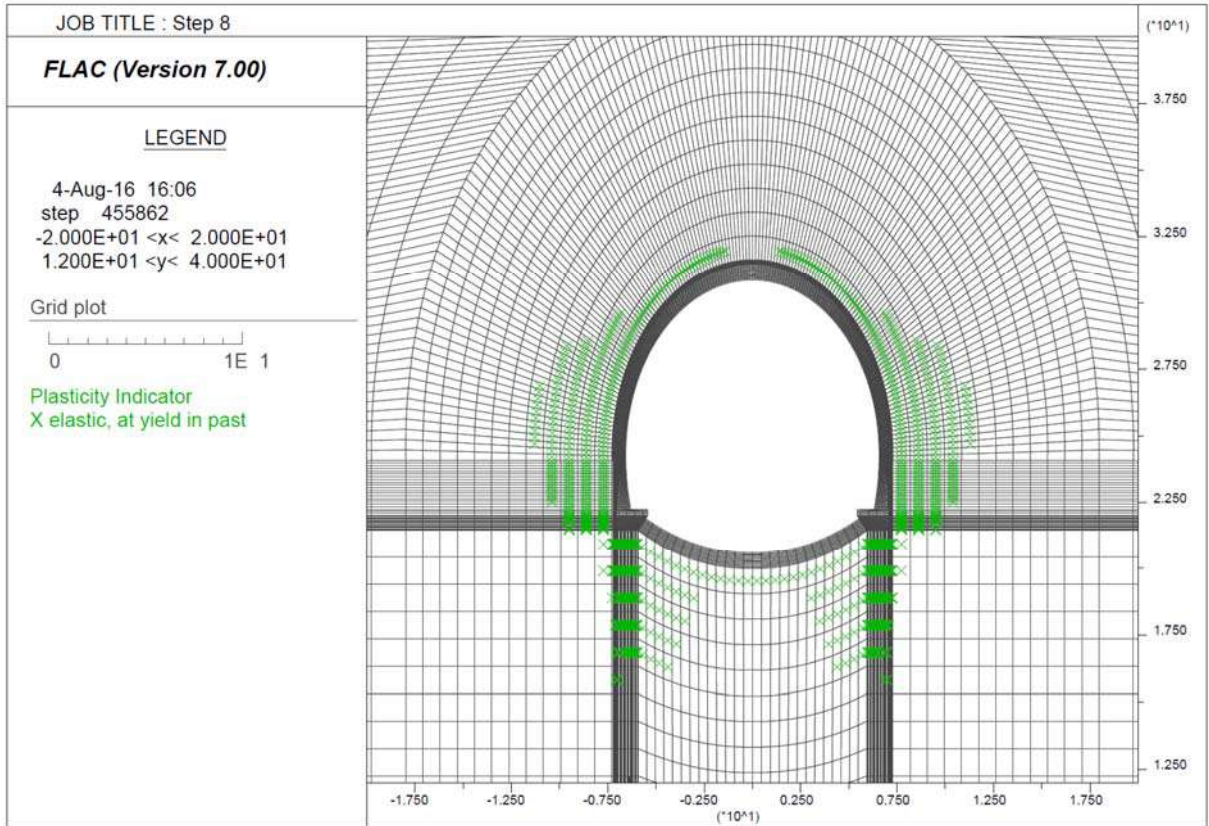 JOB TITLE : Step 8
FLAC (Version 7.00)
LEGEND
4-Aug-16 16:06
step 455862
-2.000E+01 <x< 2.000E+01
1.200E+01 <y< 4.000E+01
Grid plot
0 1E 1
Plasticity Indicator
X elastic, at yield in past
(*10^1)
3.750
3.250
2.750
2.250
1.750
1.250
-1.750 -1.250 -0.750 -0.250 0.250 0.750 1.250 1.750
(*10^1)